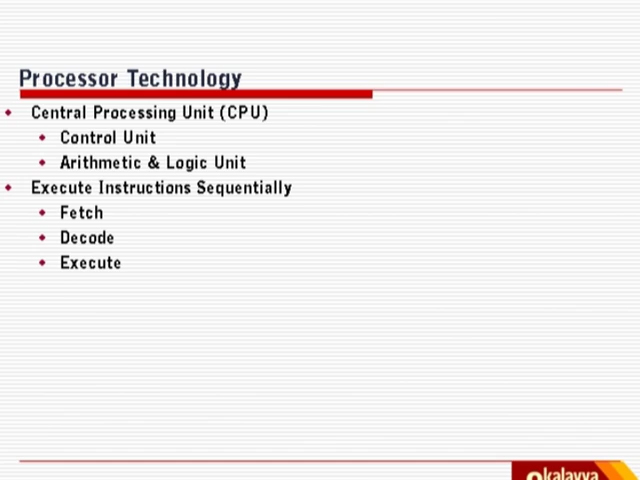 Processor Technology
Central Processing Unit (CPU)
Control Unit
Arithmetic & Logic Unit
Execute Instructions Sequentially
Fetch
Decode
Execute